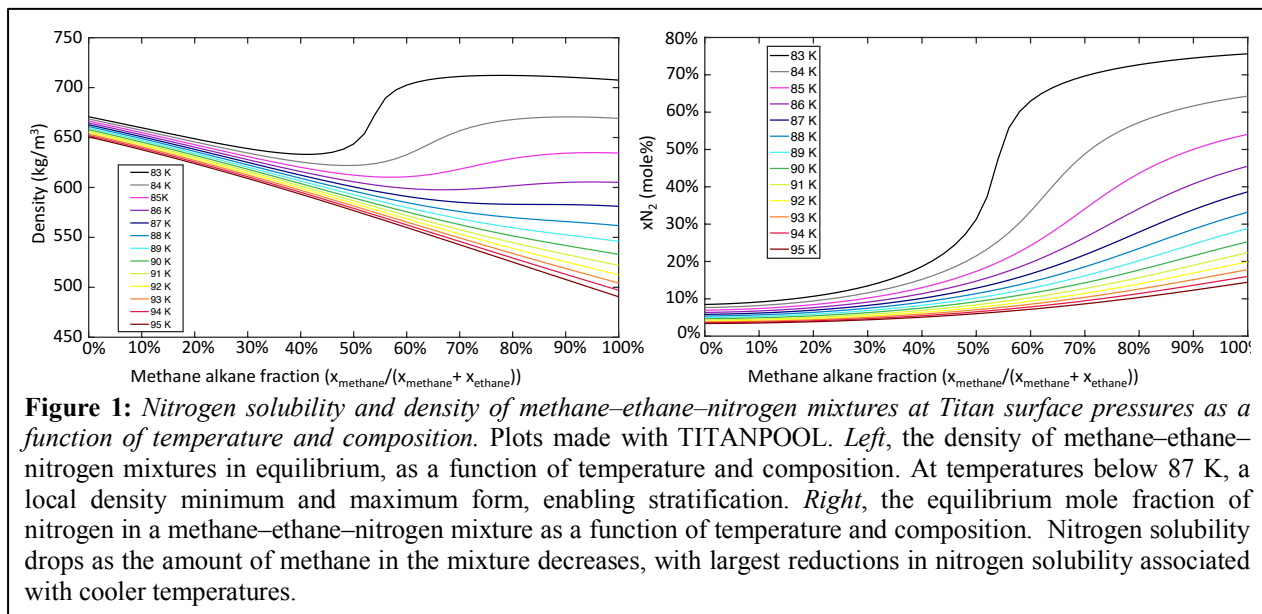 750
700
650
600
550
500
450
Density (kg/m³)
83 K
84 K
85K
86 K
87 K
88 K
89 K
90 K
91 K
92 K
93 K
94 K
95 K
0% 10% 20% 30% 40% 50% 60% 70% 80% 90% 100%
Methane alkane fraction (xmethane/(xmethane+ xethane))
80%
70%
60%
50%
40%
30%
20%
10%
0%
xN₂ (mole%)
83 K
84 K
85 K
86 K
87 K
88 K
89 K
90 K
91 K
92 K
93 K
94 K
95 K
0% 10% 20% 30% 40% 50% 60% 70% 80% 90% 100%
Methane alkane fraction (xmethane/(xmethane+ xethane))
Figure 1: Nitrogen solubility and density of methane–ethane–nitrogen mixtures at Titan surface pressures as a
function of temperature and composition. Plots made with TITANPOOL. Left, the density of methane–ethane–
nitrogen mixtures in equilibrium, as a function of temperature and composition. At temperatures below 87 K, a
local density minimum and maximum form, enabling stratification. Right, the equilibrium mole fraction of
nitrogen in a methane–ethane–nitrogen mixture as a function of temperature and composition. Nitrogen solubility
drops as the amount of methane in the mixture decreases, with largest reductions in nitrogen solubility associated
with cooler temperatures.